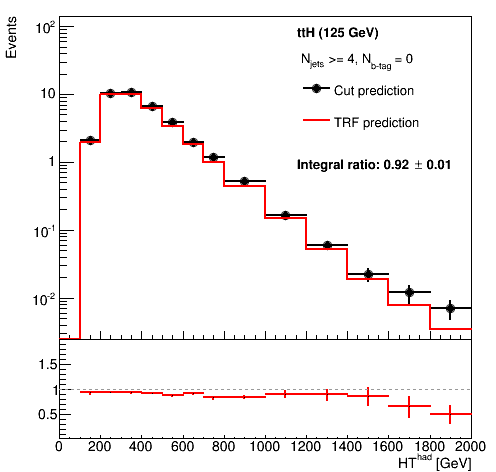 Events
10²
10
1
10⁻¹
10⁻²
ttH (125 GeV)
N_jets >= 4, N_b-tag = 0
Cut prediction
TRF prediction
Integral ratio: 0.92 ± 0.01
1.5
1
0.5
0 200 400 600 800 1000 1200 1400 1600 1800 2000
HT^had [GeV]